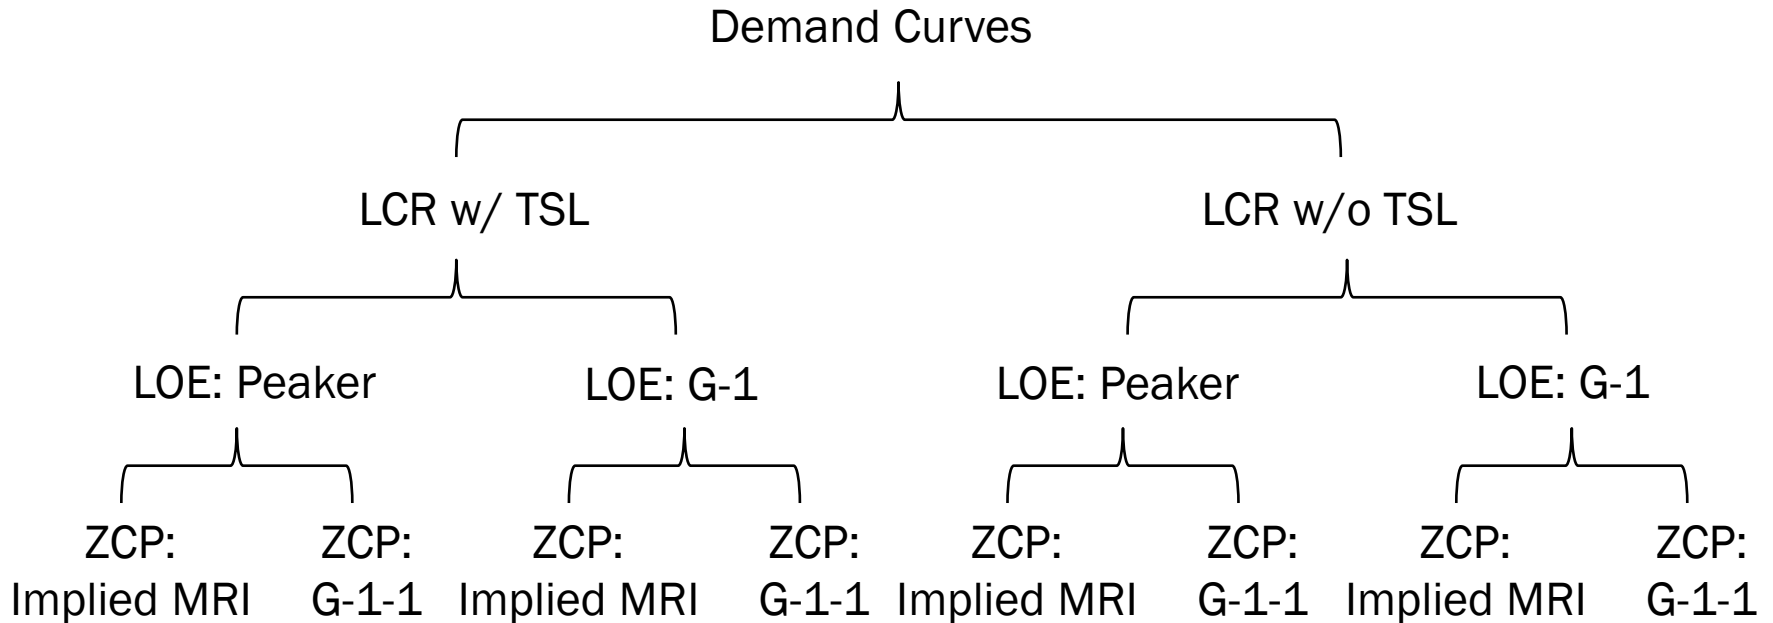 Demand Curves
LCR w/ TSL
LCR w/o TSL
LOE: Peaker
LOE: G-1
LOE: Peaker
LOE: G-1
ZCP:
Implied MRI
ZCP:
G-1-1
ZCP:
Implied MRI
ZCP:
G-1-1
ZCP:
Implied MRI
ZCP:
G-1-1
ZCP:
Implied MRI
ZCP:
G-1-1